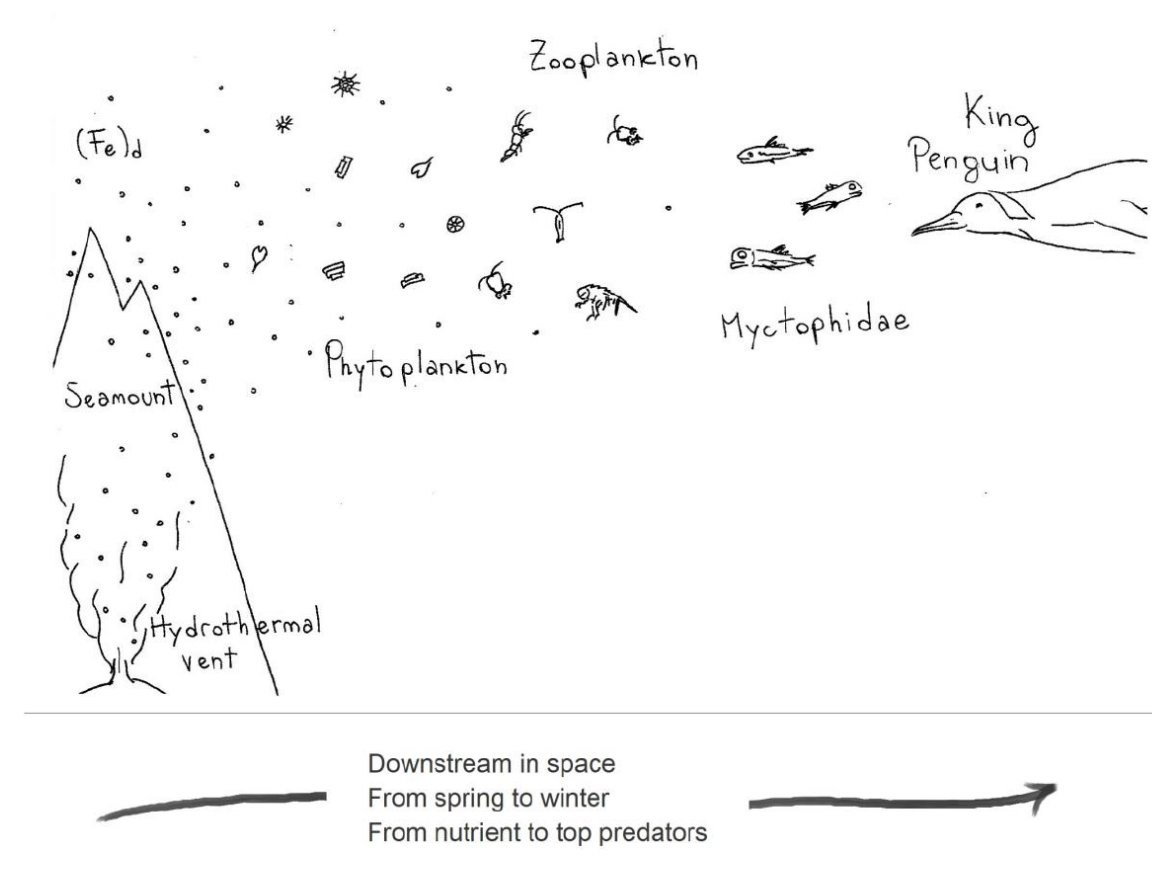 Zooplankton
King
Penguin
(Fe)d
Myctophidae
Phytoplankton
Seamount
Hydrothermal
vent
Downstream in space
From spring to winter
From nutrient to top predators